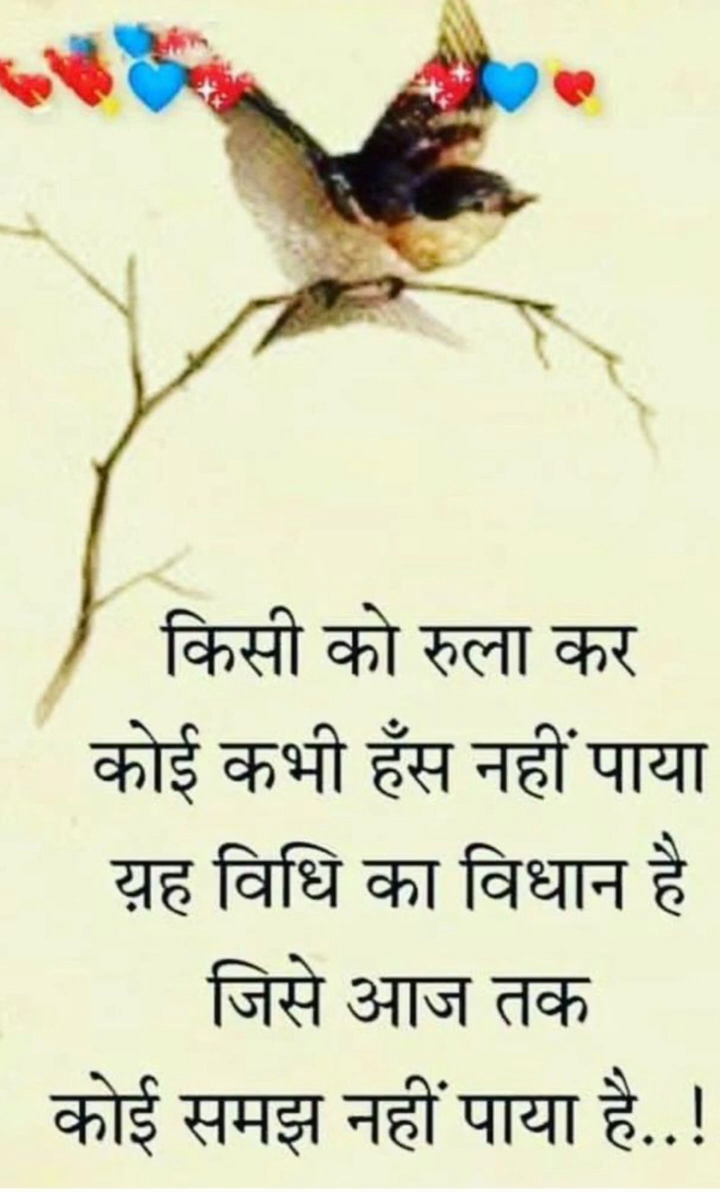 किसी को रुला कर
कोई कभी हँस नहीं पाया
य़ह विधि का विधान है
जिसे आज तक
कोई समझ नहीं पाया है..!